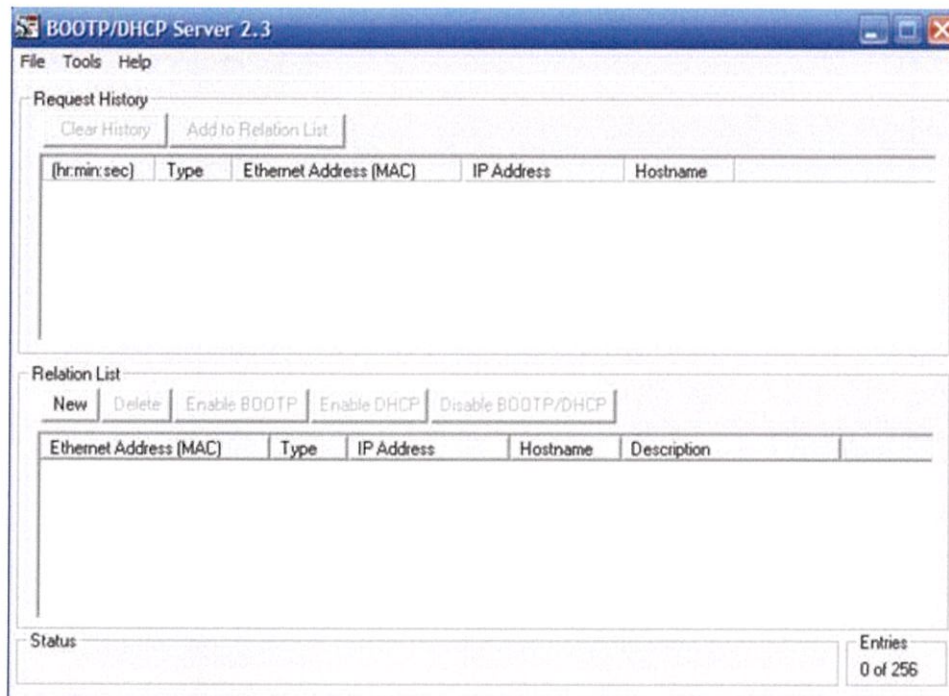 BOOTP/DHCP Server 2.3
File Tools Help
Request History
Clear History Add to Relation List
(hr:min:sec) Type Ethernet Address (MAC) IP Address Hostname
Relation List
New Delete Enable BOOTP Enable DHCP Disable BOOTP/DHCP
Ethernet Address (MAC) Type IP Address Hostname Description
Status
Entries
0 of 256